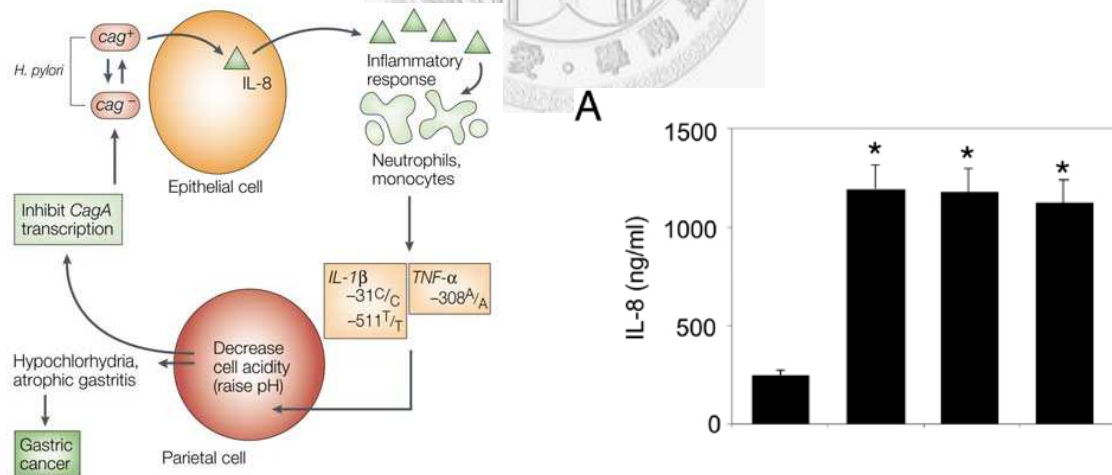 cag+
H. pylori
cag −
IL-8
Epithelial cell
Inflammatory
response
Neutrophils,
monocytes
Inhibit CagA
transcription
IL-1β
−31C/C
−511T/T
TNF-α
−308A/A
Decrease
cell acidity
(raise pH)
Hypochlorhydria,
atrophic gastritis
Gastric
cancer
Parietal cell
A
IL-8 (ng/ml)
1500
1000
500
0
*
*
*